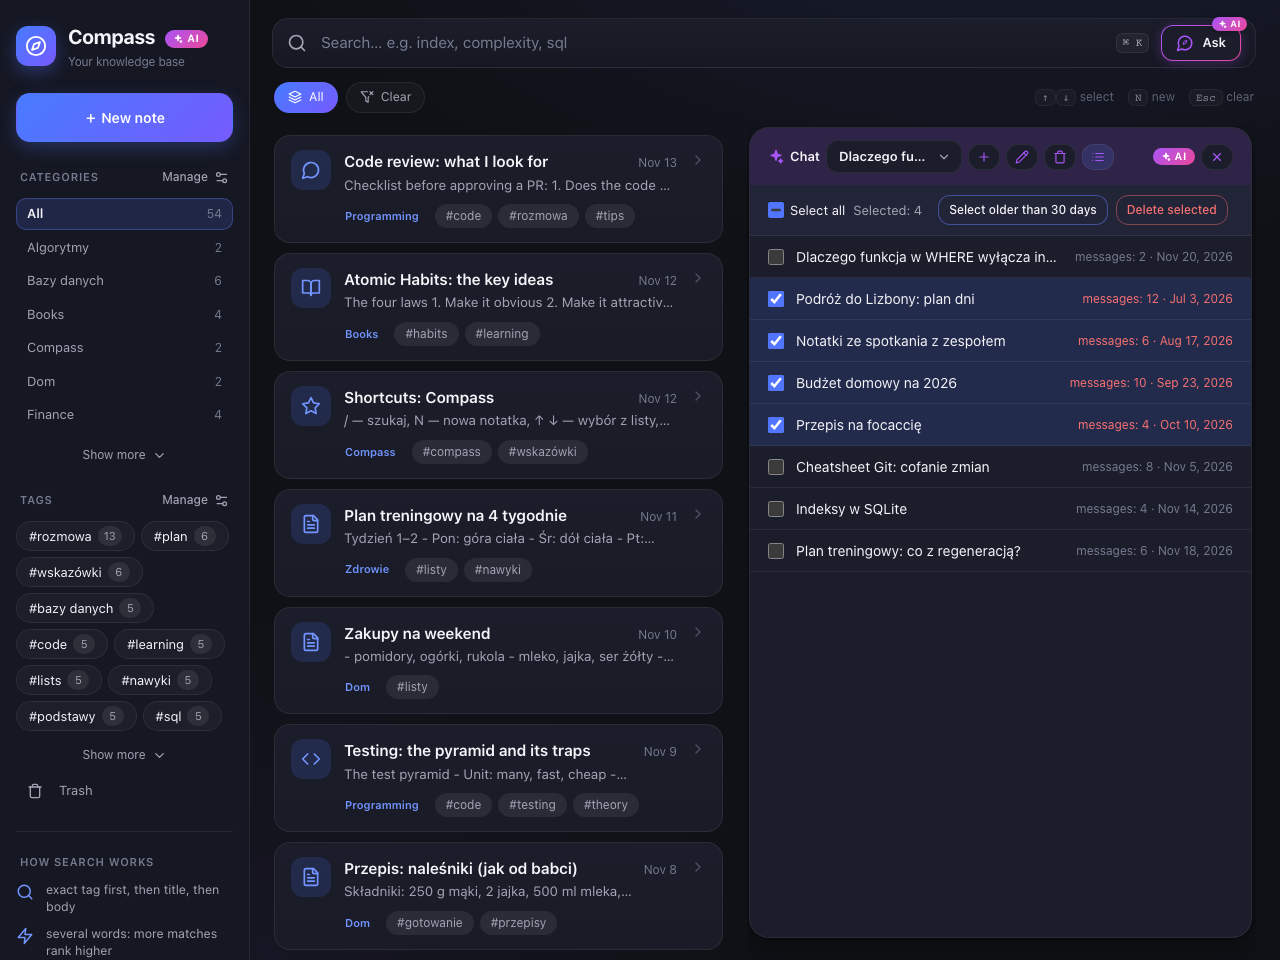 Compass AI
Your knowledge base
+ New note
CATEGORIES Manage
All 54
Algorytmy 2
Bazy danych 6
Books 4
Compass 2
Dom 2
Finance 4
Show more
TAGS Manage
#rozmowa 13 #plan 6
#wskazówki 6
#bazy danych 5
#code 5 #learning 5
#lists 5 #nawyki 5
#podstawy 5 #sql 5
Show more
Trash
HOW SEARCH WORKS
exact tag first, then title, then
body
several words: more matches
rank higher
Search... e.g. index, complexity, sql ⌘ K Ask AI
All Clear ↑ ↓ select N new Esc clear
Code review: what I look for Nov 13
Checklist before approving a PR: 1. Does the code ...
Programming #code #rozmowa #tips
Atomic Habits: the key ideas Nov 12
The four laws 1. Make it obvious 2. Make it attractiv...
Books #habits #learning
Shortcuts: Compass Nov 12
/ — szukaj, N — nowa notatka, ↑ ↓ — wybór z listy,...
Compass #compass #wskazówki
Plan treningowy na 4 tygodnie Nov 11
Tydzień 1–2 - Pon: góra ciała - Śr: dół ciała - Pt:...
Zdrowie #listy #nawyki
Zakupy na weekend Nov 10
- pomidory, ogórki, rukola - mleko, jajka, ser żółty -...
Dom #listy
Testing: the pyramid and its traps Nov 9
The test pyramid - Unit: many, fast, cheap -...
Programming #code #testing #theory
Przepis: naleśniki (jak od babci) Nov 8
Składniki: 250 g mąki, 2 jajka, 500 ml mleka,...
Dom #gotowanie #przepisy
Chat Dlaczego fu... AI
Select all Selected: 4 Select older than 30 days Delete selected
Dlaczego funkcja w WHERE wyłącza in... messages: 2 · Nov 20, 2026
Podróż do Lizbony: plan dni messages: 12 · Jul 3, 2026
Notatki ze spotkania z zespołem messages: 6 · Aug 17, 2026
Budżet domowy na 2026 messages: 10 · Sep 23, 2026
Przepis na focaccię messages: 4 · Oct 10, 2026
Cheatsheet Git: cofanie zmian messages: 8 · Nov 5, 2026
Indeksy w SQLite messages: 4 · Nov 14, 2026
Plan treningowy: co z regeneracją? messages: 6 · Nov 18, 2026